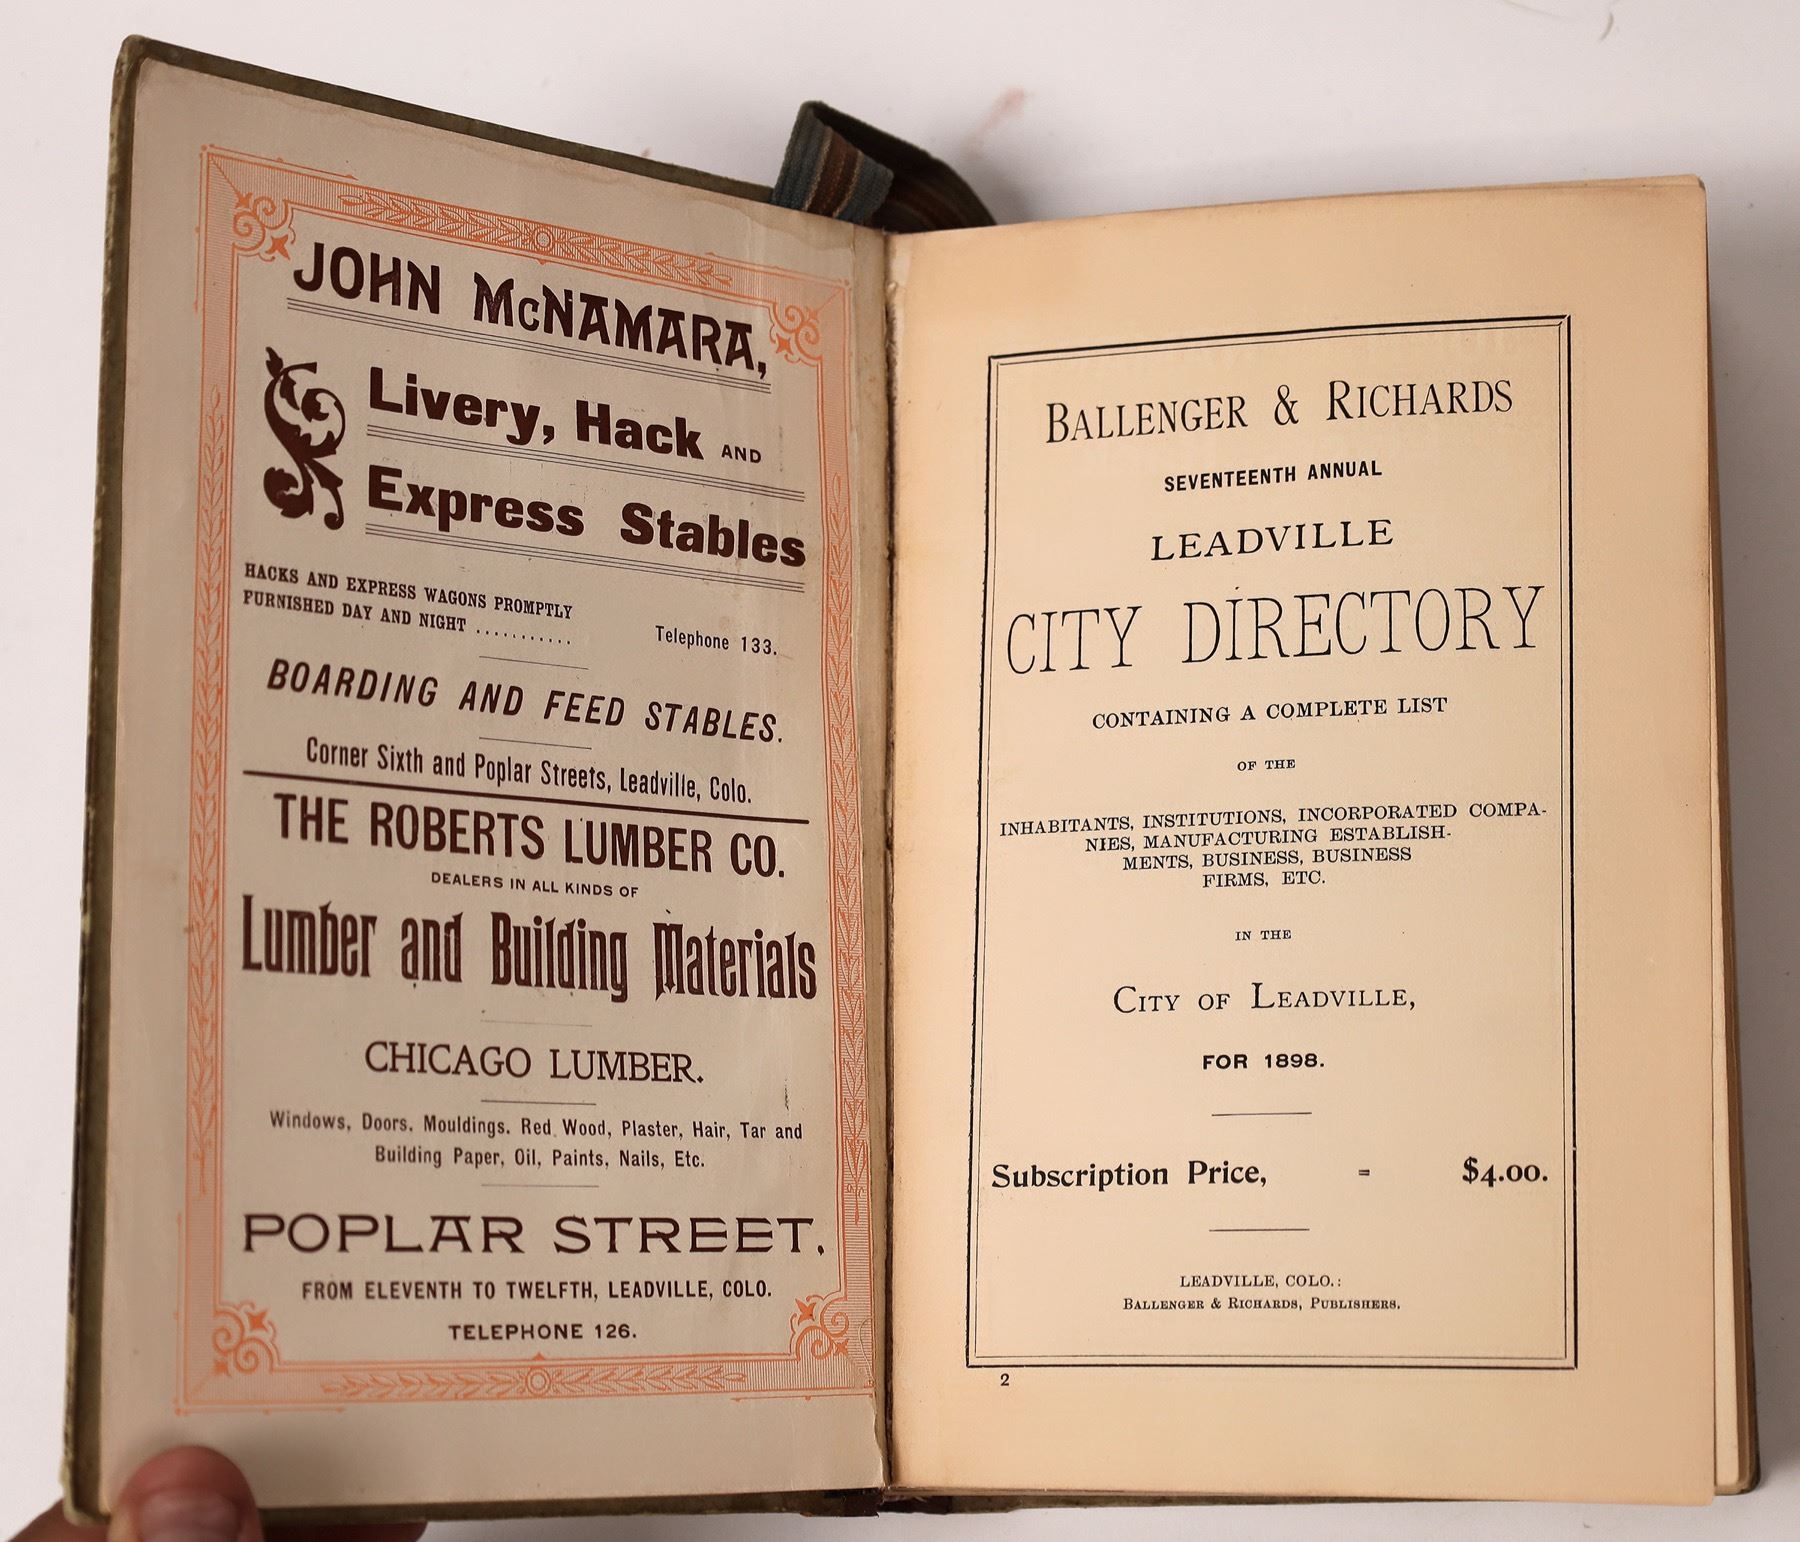 JOHN McNAMARA,
Livery, Hack AND
Express Stables
HACKS AND EXPRESS WAGONS PROMPTLY
FURNISHED DAY AND NIGHT ...........
Telephone 133.
BOARDING AND FEED STABLES.
Corner Sixth and Poplar Streets, Leadville, Colo.
THE ROBERTS LUMBER CO.
DEALERS IN ALL KINDS OF
Lumber and Building Materials
CHICAGO LUMBER.
Windows, Doors, Mouldings. Red Wood, Plaster, Hair, Tar and
Building Paper, Oil, Paints, Nails, Etc.
POPLAR STREET,
FROM ELEVENTH TO TWELFTH, LEADVILLE, COLO.
TELEPHONE 126.
BALLENGER & RICHARDS
SEVENTEENTH ANNUAL
LEADVILLE
CITY DIRECTORY
CONTAINING A COMPLETE LIST
OF THE
INHABITANTS, INSTITUTIONS, INCORPORATED COMPA-
NIES, MANUFACTURING ESTABLISH-
MENTS, BUSINESS, BUSINESS
FIRMS, ETC.
IN THE
CITY OF LEADVILLE,
FOR 1898.
Subscription Price, = $4.00.
LEADVILLE, COLO.:
BALLENGER & RICHARDS, PUBLISHERS.
2